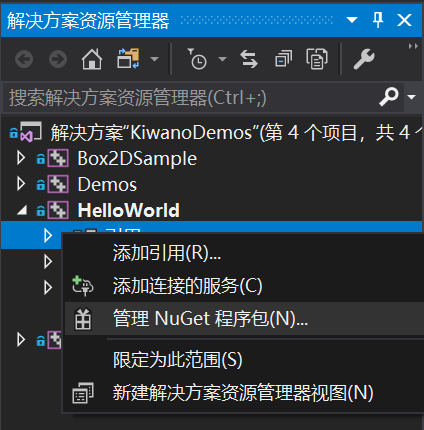 解决方案资源管理器
搜索解决方案资源管理器(Ctrl+;)
解决方案"KiwanoDemos"(第 4 个项目，共 4
Box2DSample
Demos
HelloWorld
添加引用(R)...
添加连接的服务(C)
管理 NuGet 程序包(N)...
限定为此范围(S)
新建解决方案资源管理器视图(N)